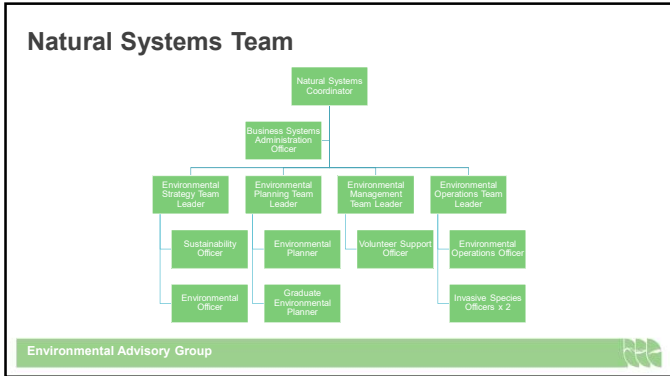 Natural Systems Team
Natural Systems
Coordinator
Business Systems
Administration
Officer
Environmental
Strategy Team
Leader
Environmental
Planning Team
Leader
Environmental
Management
Team Leader
Environmental
Operations Team
Leader
Sustainability
Officer
Environmental
Planner
Volunteer Support
Officer
Environmental
Operations Officer
Environmental
Officer
Graduate
Environmental
Planner
Invasive Species
Officers x 2
Environmental Advisory Group